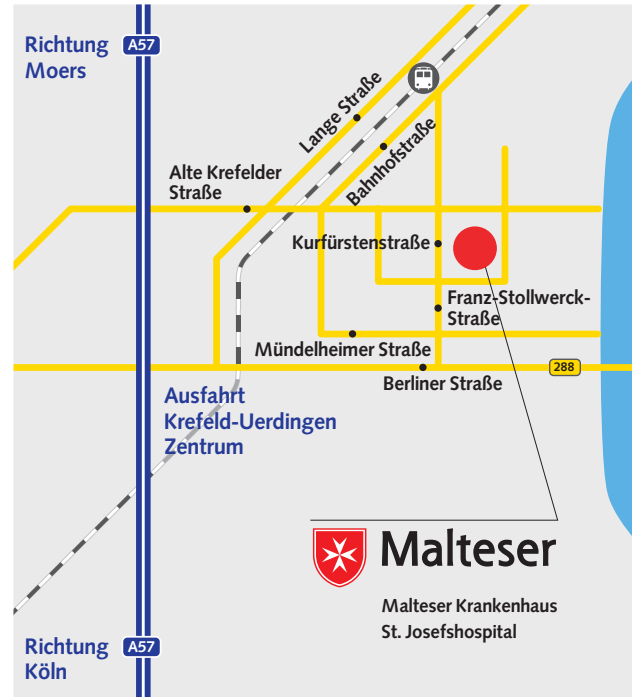 Richtung
Moers
A57
Lange Straße
Bahnhofstraße
Alte Krefelder
Straße
Kurfürstenstraße
Franz-Stollwerck-
Straße
Mündelheimer Straße
288
Berliner Straße
Ausfahrt
Krefeld-Uerdingen
Zentrum
Malteser
Malteser Krankenhaus
St. Josefshospital
Richtung
Köln
A57